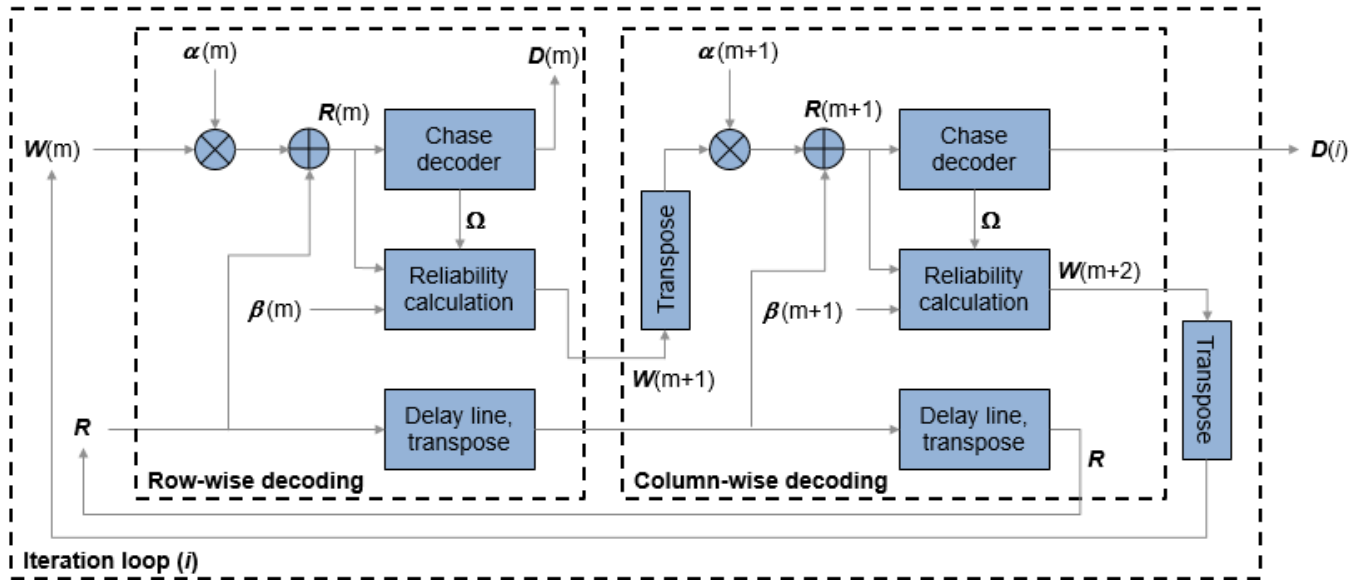 α(m)
D(m)
R(m)
W(m)
Chase
decoder
Ω
Reliability
calculation
β(m)
W(m+1)
R
Delay line,
transpose
Row-wise decoding
α(m+1)
R(m+1)
Transpose
Chase
decoder
D(i)
Ω
Reliability
calculation
W(m+2)
β(m+1)
Transpose
Delay line,
transpose
R
Column-wise decoding
Iteration loop (i)